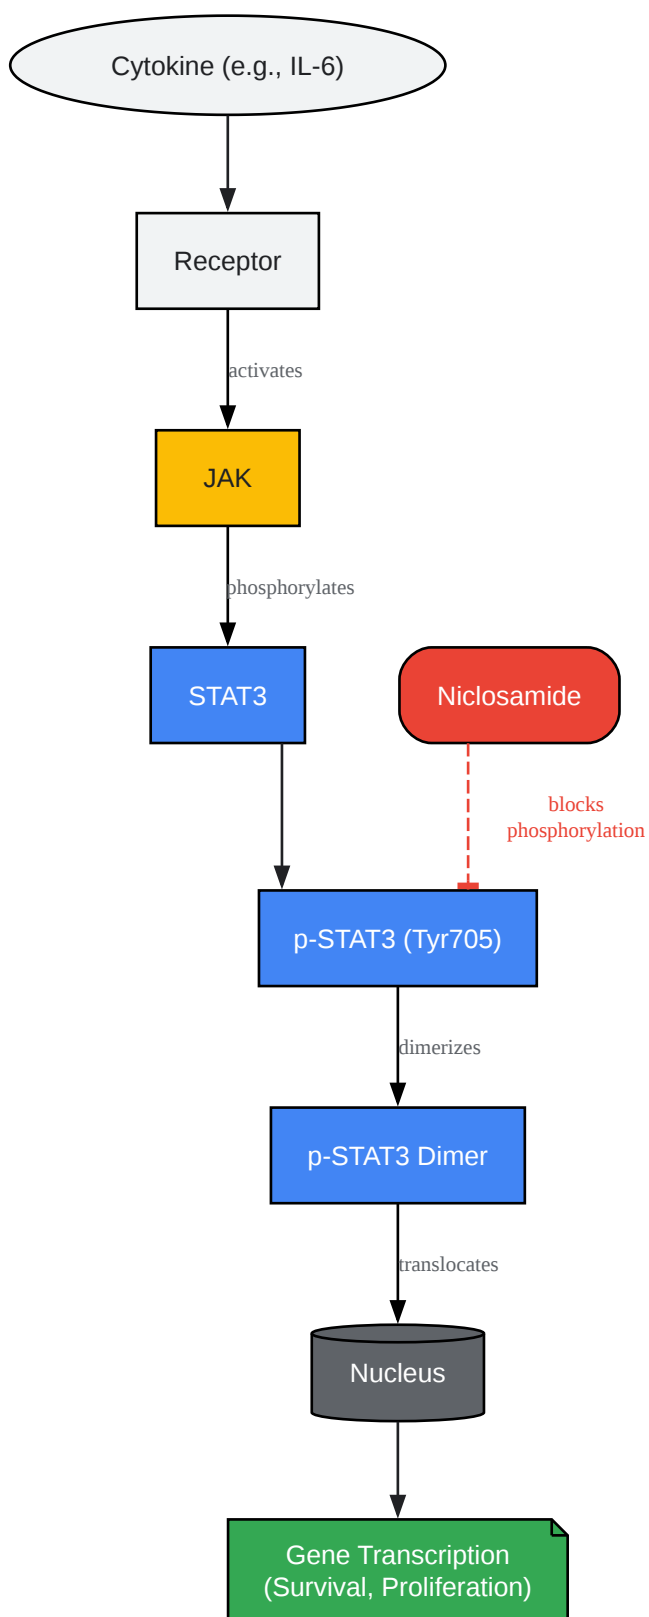 Cytokine (e.g., IL-6)
Receptor
activates
JAK
phosphorylates
STAT3
Niclosamide
blocks
phosphorylation
p-STAT3 (Tyr705)
dimerizes
p-STAT3 Dimer
translocates
Nucleus
Gene Transcription
(Survival, Proliferation)